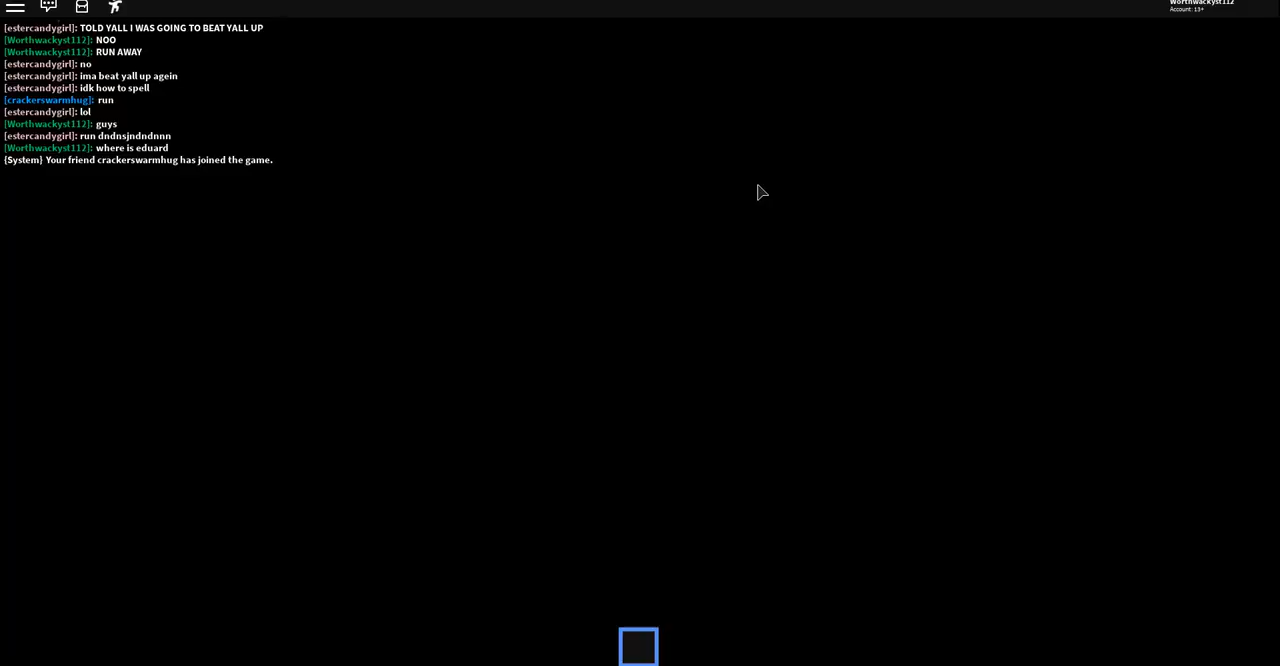 Worthwackyst112
Account: 13+
[estercandygirl]: TOLD YALL I WAS GOING TO BEAT YALL UP
[Worthwackyst112]: NOO
[Worthwackyst112]: RUN AWAY
[estercandygirl]: no
[estercandygirl]: ima beat yall up agein
[estercandygirl]: idk how to spell
[crackerswarmhug]: run
[estercandygirl]: lol
[Worthwackyst112]: guys
[estercandygirl]: run dndnsjndndnnn
[Worthwackyst112]: where is eduard
{System} Your friend crackerswarmhug has joined the game.